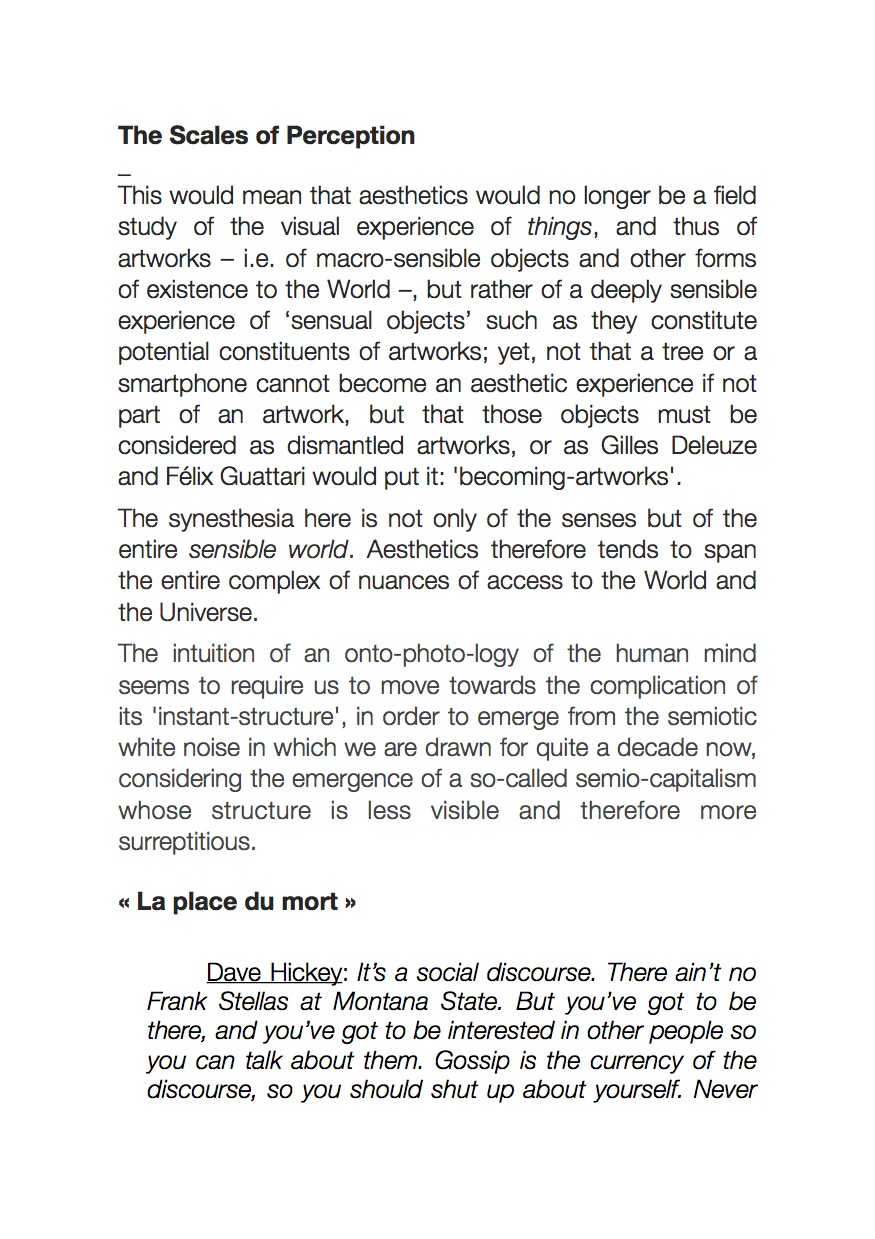 The Scales of Perception
_
This would mean that aesthetics would no longer be a field
study of the visual experience of things, and thus of
artworks – i.e. of macro-sensible objects and other forms
of existence to the World –, but rather of a deeply sensible
experience of ‘sensual objects’ such as they constitute
potential constituents of artworks; yet, not that a tree or a
smartphone cannot become an aesthetic experience if not
part of an artwork, but that those objects must be
considered as dismantled artworks, or as Gilles Deleuze
and Félix Guattari would put it: 'becoming-artworks'.
The synesthesia here is not only of the senses but of the
entire sensible world. Aesthetics therefore tends to span
the entire complex of nuances of access to the World and
the Universe.
The intuition of an onto-photo-logy of the human mind
seems to require us to move towards the complication of
its 'instant-structure', in order to emerge from the semiotic
white noise in which we are drawn for quite a decade now,
considering the emergence of a so-called semio-capitalism
whose structure is less visible and therefore more
surreptitious.
« La place du mort »
Dave Hickey: It’s a social discourse. There ain’t no
Frank Stellas at Montana State. But you’ve got to be
there, and you’ve got to be interested in other people so
you can talk about them. Gossip is the currency of the
discourse, so you should shut up about yourself. Never